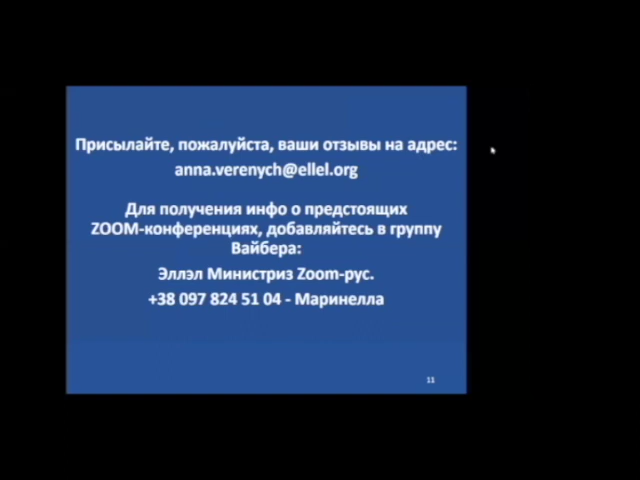 Присылайте, пожалуйста, ваши отзывы на адрес:
anna.verenych@ellel.org
Для получения инфо о предстоящих
ZOOM-конференциях, добавляйтесь в группу
Вайбера:
Эллэл Министриз Zoom-рус.
+38 097 824 51 04 - Маринелла
11